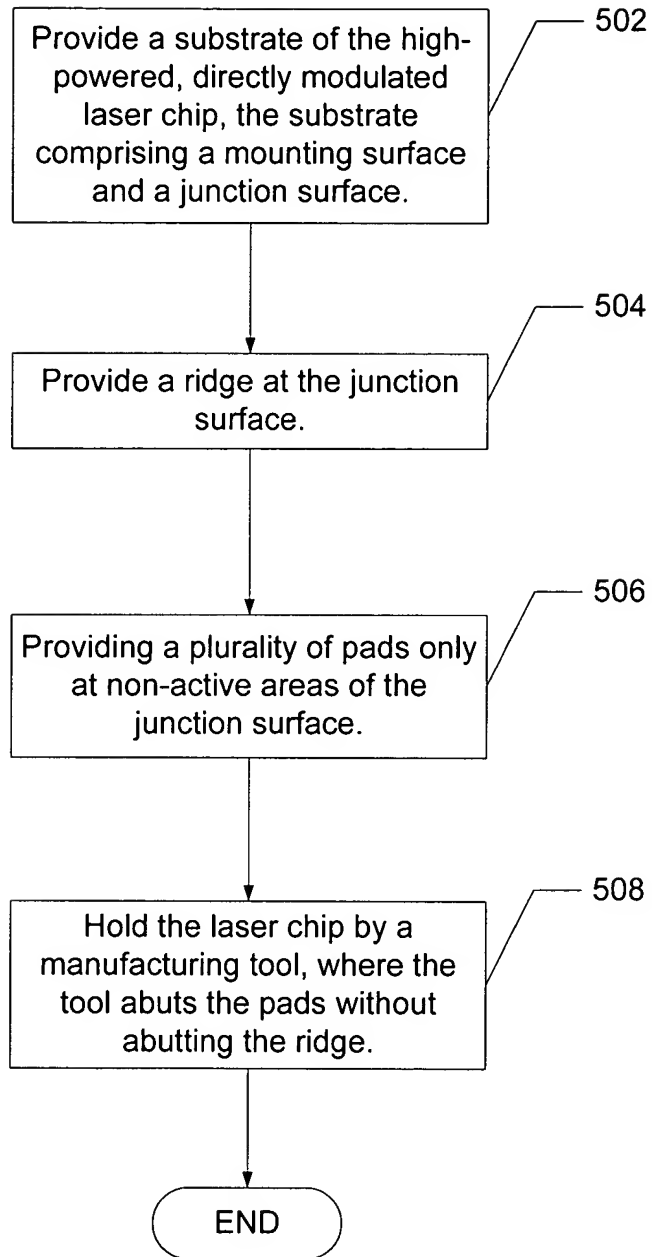 Provide a substrate of the high-
powered, directly modulated
laser chip, the substrate
comprising a mounting surface
and a junction surface.
502
Provide a ridge at the junction
surface.
504
Providing a plurality of pads only
at non-active areas of the
junction surface.
506
Hold the laser chip by a
manufacturing tool, where the
tool abuts the pads without
abutting the ridge.
508
END